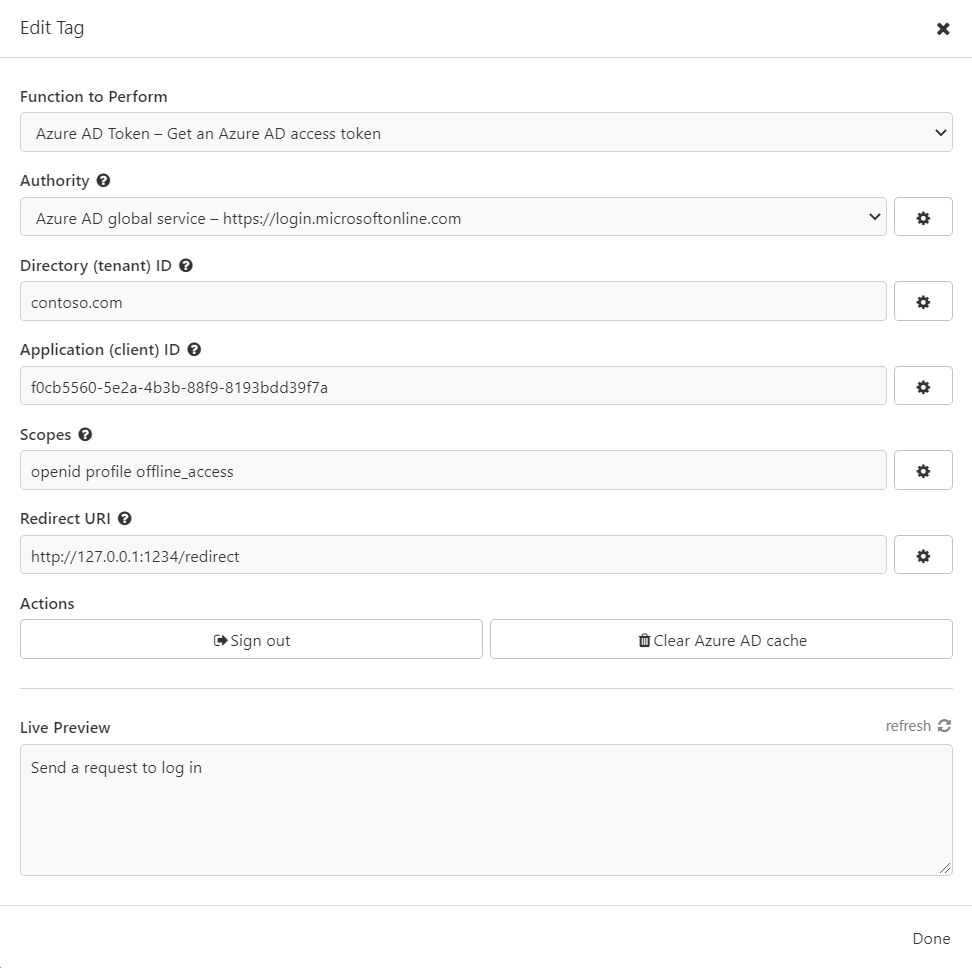 Edit Tag
Function to Perform
Azure AD Token – Get an Azure AD access token
Authority
Azure AD global service – https://login.microsoftonline.com
Directory (tenant) ID
contoso.com
Application (client) ID
f0cb5560-5e2a-4b3b-88f9-8193bdd39f7a
Scopes
openid profile offline_access
Redirect URI
http://127.0.0.1:1234/redirect
Actions
Sign out
Clear Azure AD cache
Live Preview
refresh
Send a request to log in
Done